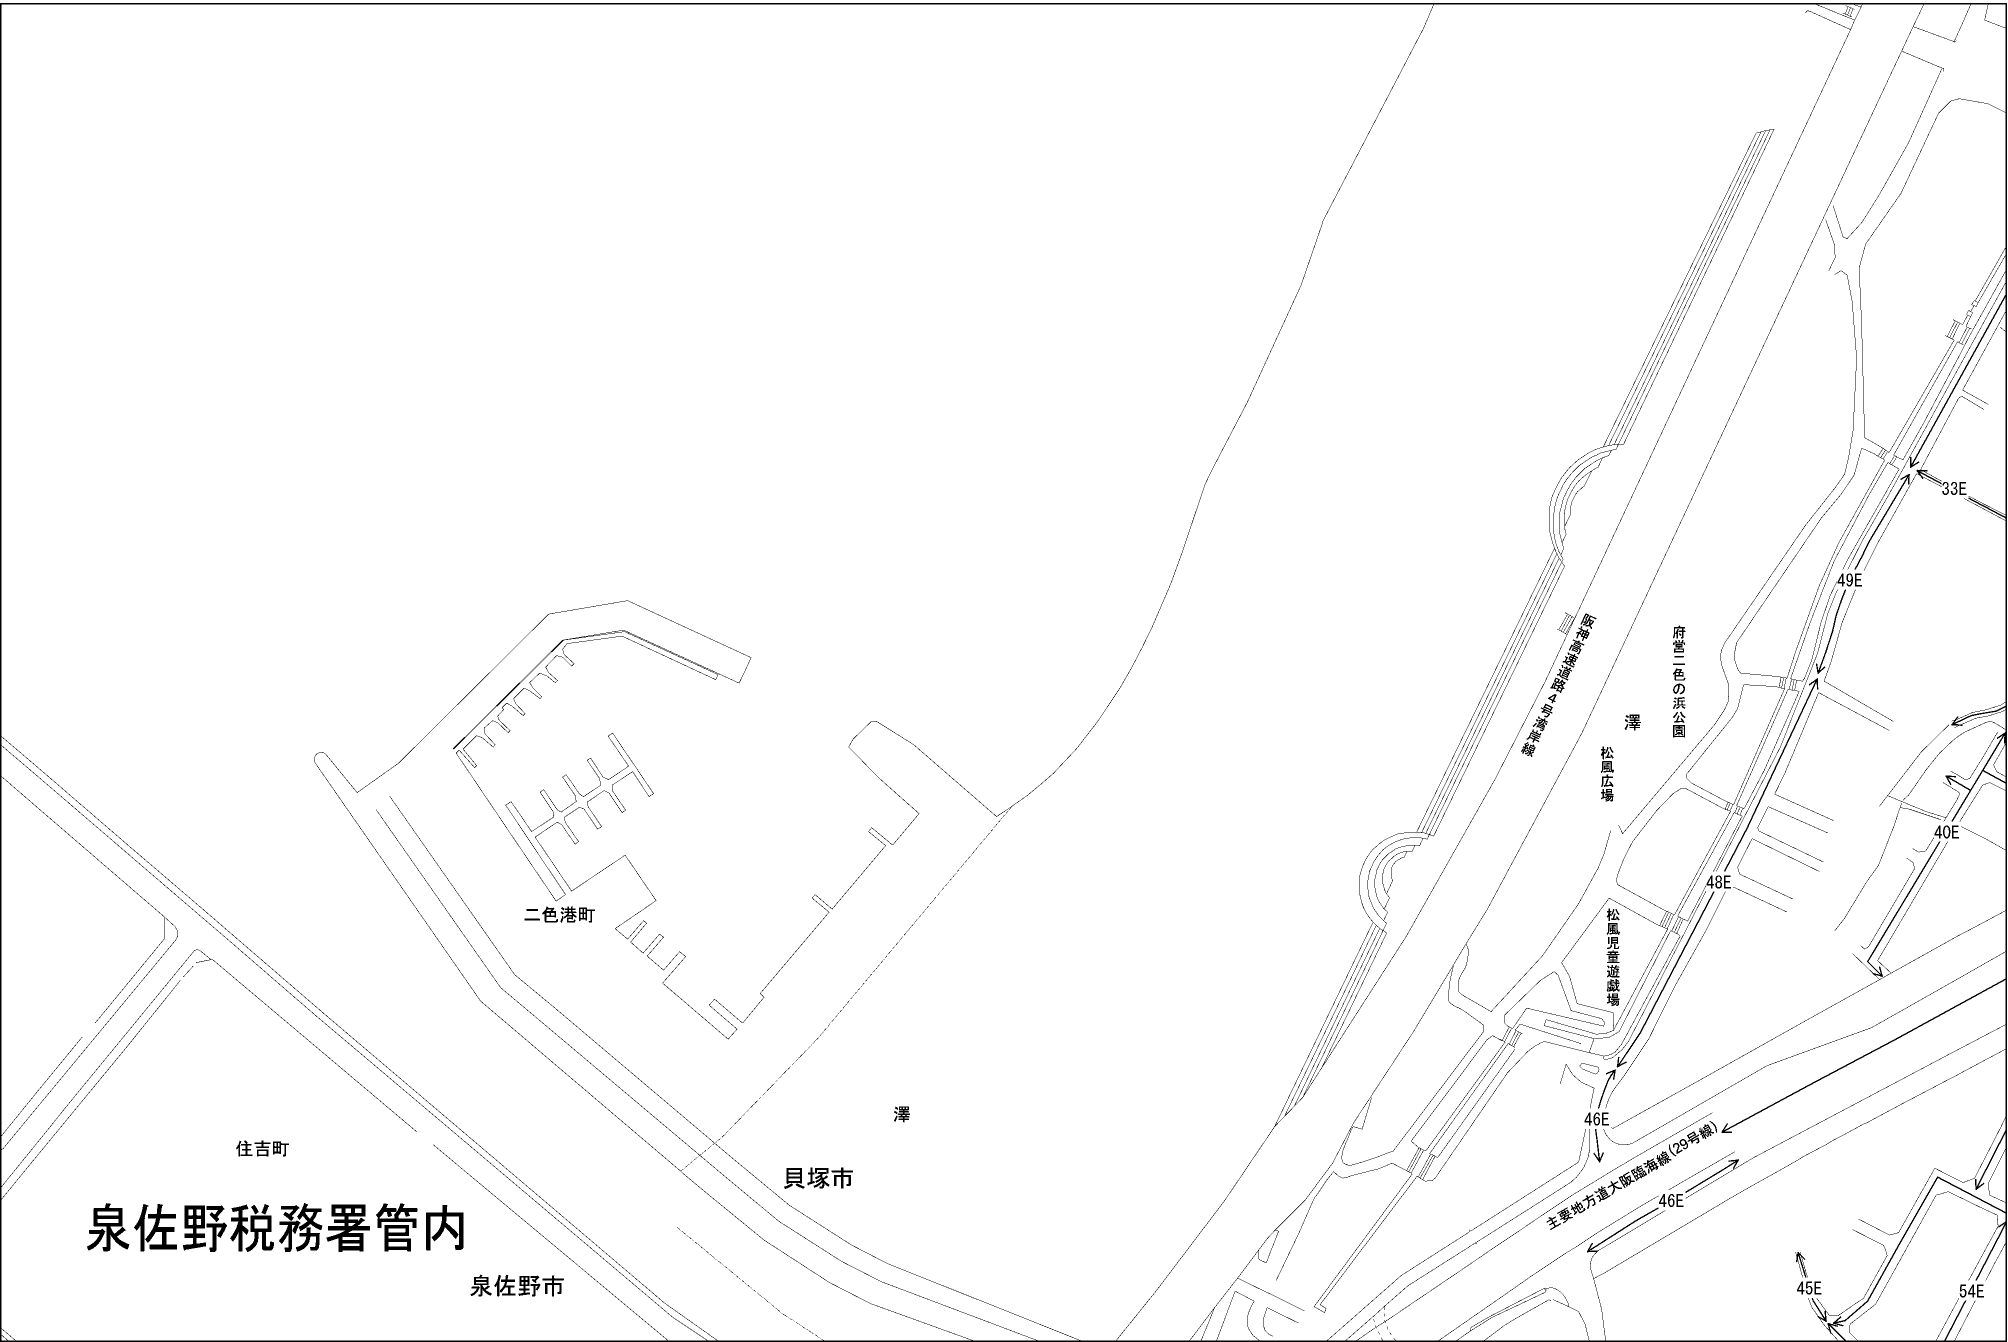 33E
49E
阪神高速道路4号湾岸線
府営二色の浜公園
澤
松風広場
40E
48E
二色港町
松風児童遊戯場
澤
46E
主要地方道大阪臨海線(29号線)
住吉町
貝塚市
46E
泉佐野税務署管内
泉佐野市
45E
54E